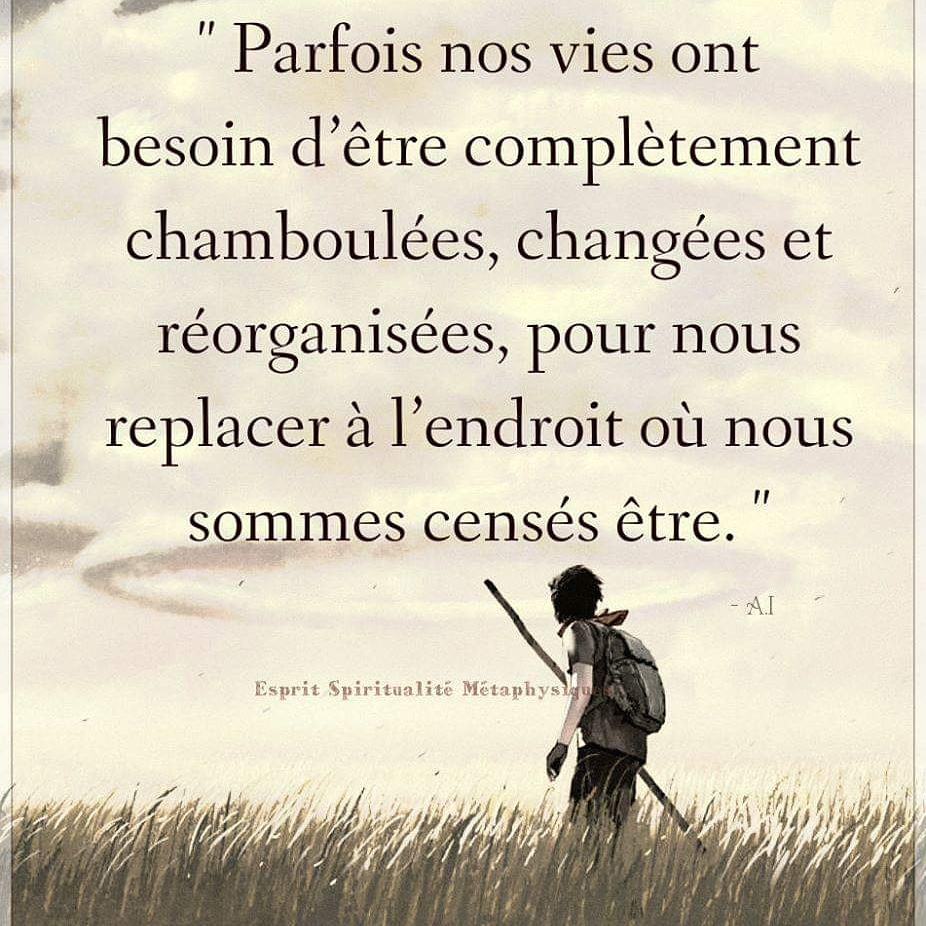 " Parfois nos vies ont
besoin d’être complètement
chamboulées, changées et
réorganisées, pour nous
replacer à l’endroit où nous
sommes censés être. "
- A.I
Esprit Spiritualité Métaphysique